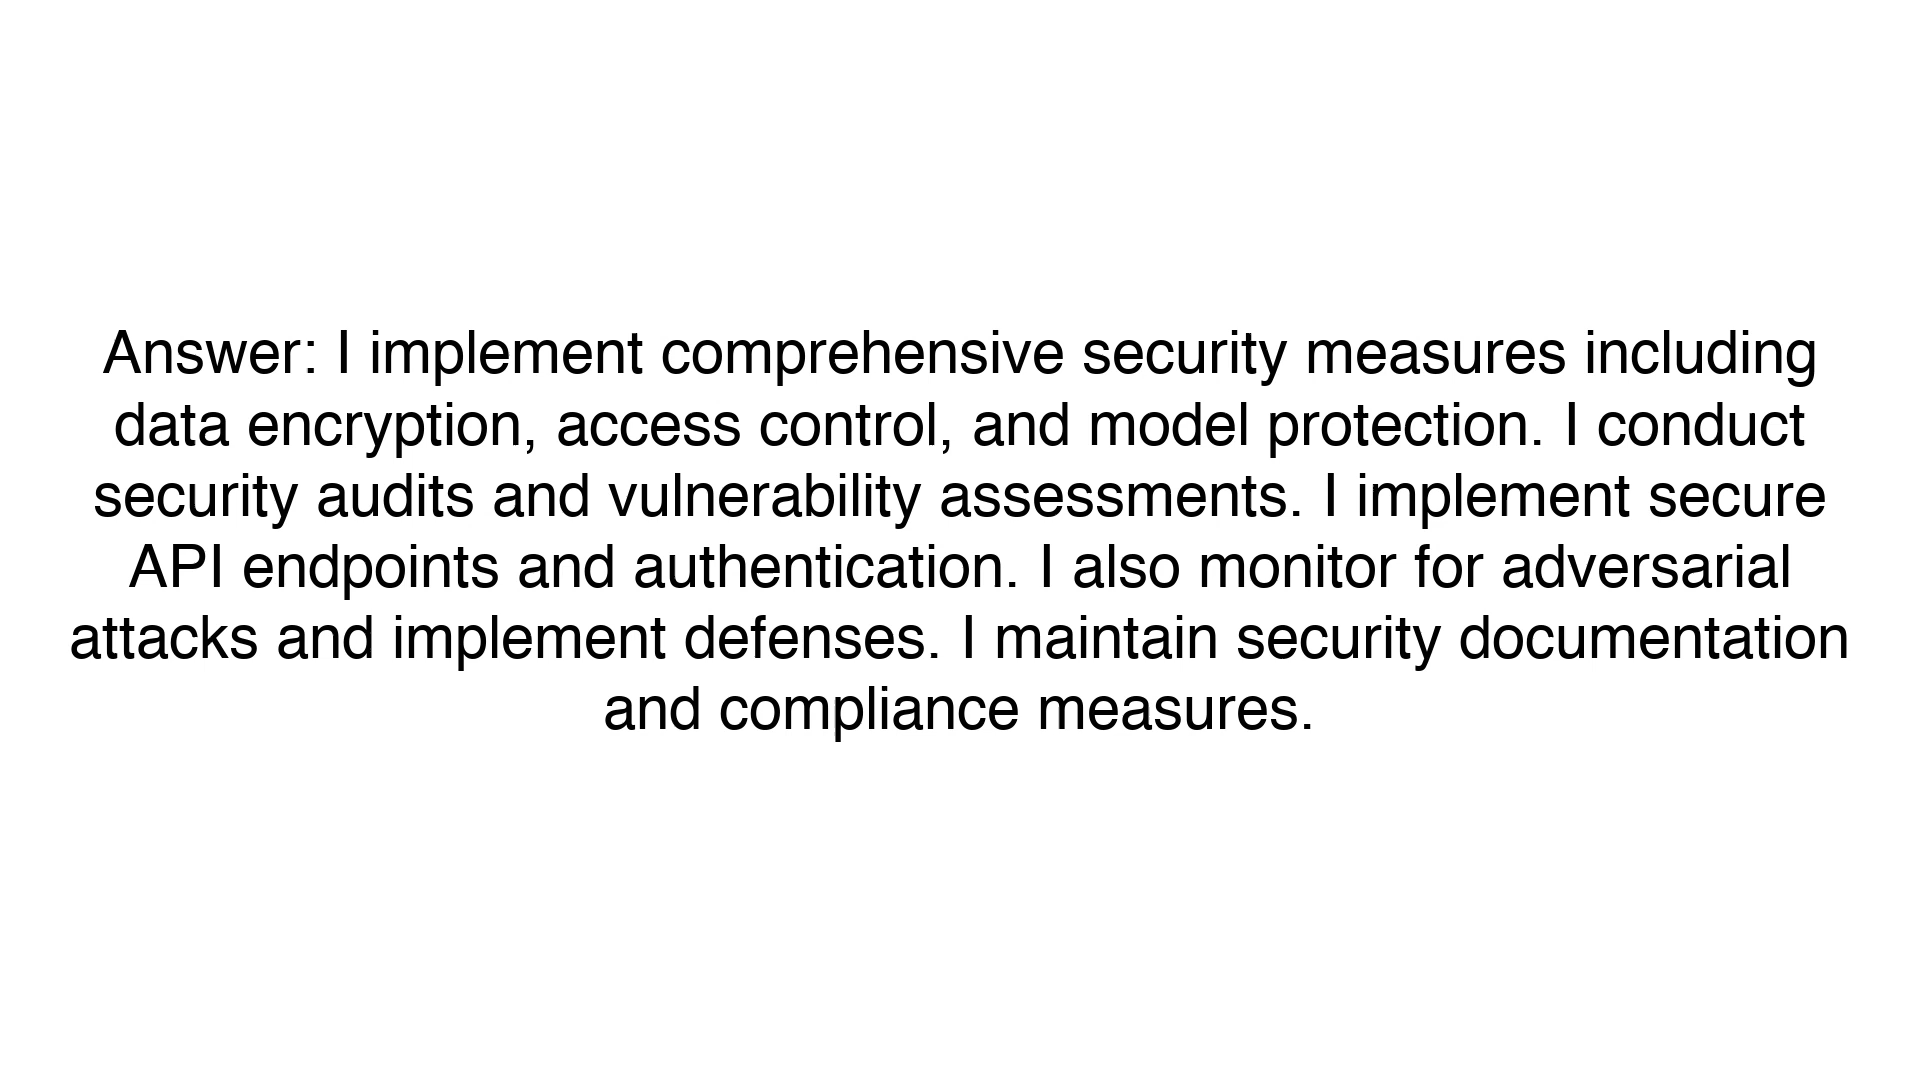 Answer: I implement comprehensive security measures including
data encryption, access control, and model protection. I conduct
security audits and vulnerability assessments. I implement secure
API endpoints and authentication. I also monitor for adversarial
attacks and implement defenses. I maintain security documentation
and compliance measures.